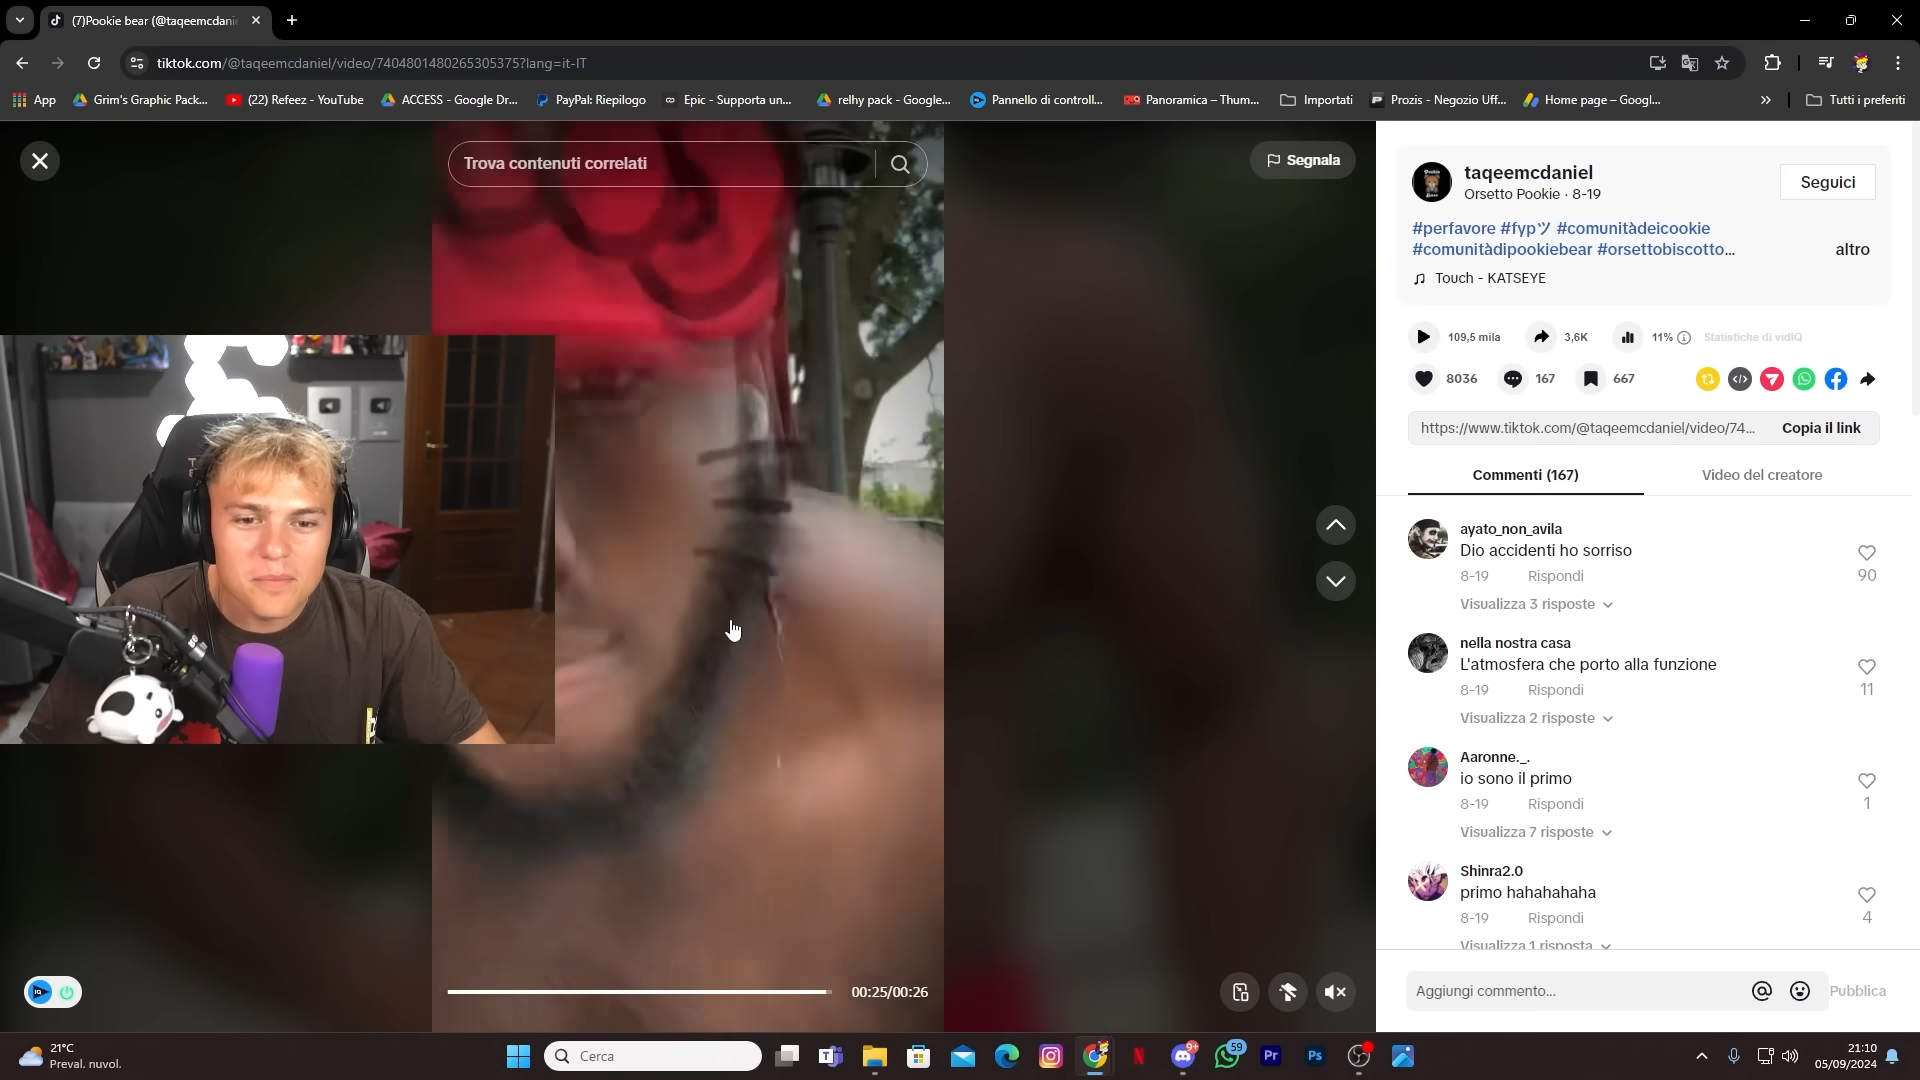 (7)Pookie bear (@taqeemcdani
tiktok.com/@taqeemcdaniel/video/7404801480265305375?lang=it-IT
App
Grim's Graphic Pack...
(22) Refeez - YouTube
ACCESS - Google Dr...
PayPal: Riepilogo
Epic - Supporta un...
relhy pack - Google...
Pannello di controll...
Panoramica – Thum...
Importati
Prozis - Negozio Uff...
Home page – Googl...
Tutti i preferiti
Trova contenuti correlati
Segnala
taqeemcdaniel
Orsetto Pookie · 8-19
Seguici
#perfavore #fypツ #comunitàdeicookie
#comunitàdipookiebear #orsettobiscotto...
altro
Touch - KATSEYE
109,5 mila
3,6K
11%
Statistiche di vidIQ
8036
167
667
https://www.tiktok.com/@taqeemcdaniel/video/74...
Copia il link
Commenti (167)
Video del creatore
ayato_non_avila
Dio accidenti ho sorriso
8-19 Rispondi
90
Visualizza 3 risposte
nella nostra casa
L'atmosfera che porto alla funzione
8-19 Rispondi
11
Visualizza 2 risposte
Aaronne._.
io sono il primo
8-19 Rispondi
1
Visualizza 7 risposte
Shinra2.0
primo hahahahaha
8-19 Rispondi
4
Visualizza 1 risposta
00:25/00:26
Aggiungi commento...
Pubblica
21°C
Preval. nuvol.
Cerca
9+
59
Pr
Ps
21:10
05/09/2024